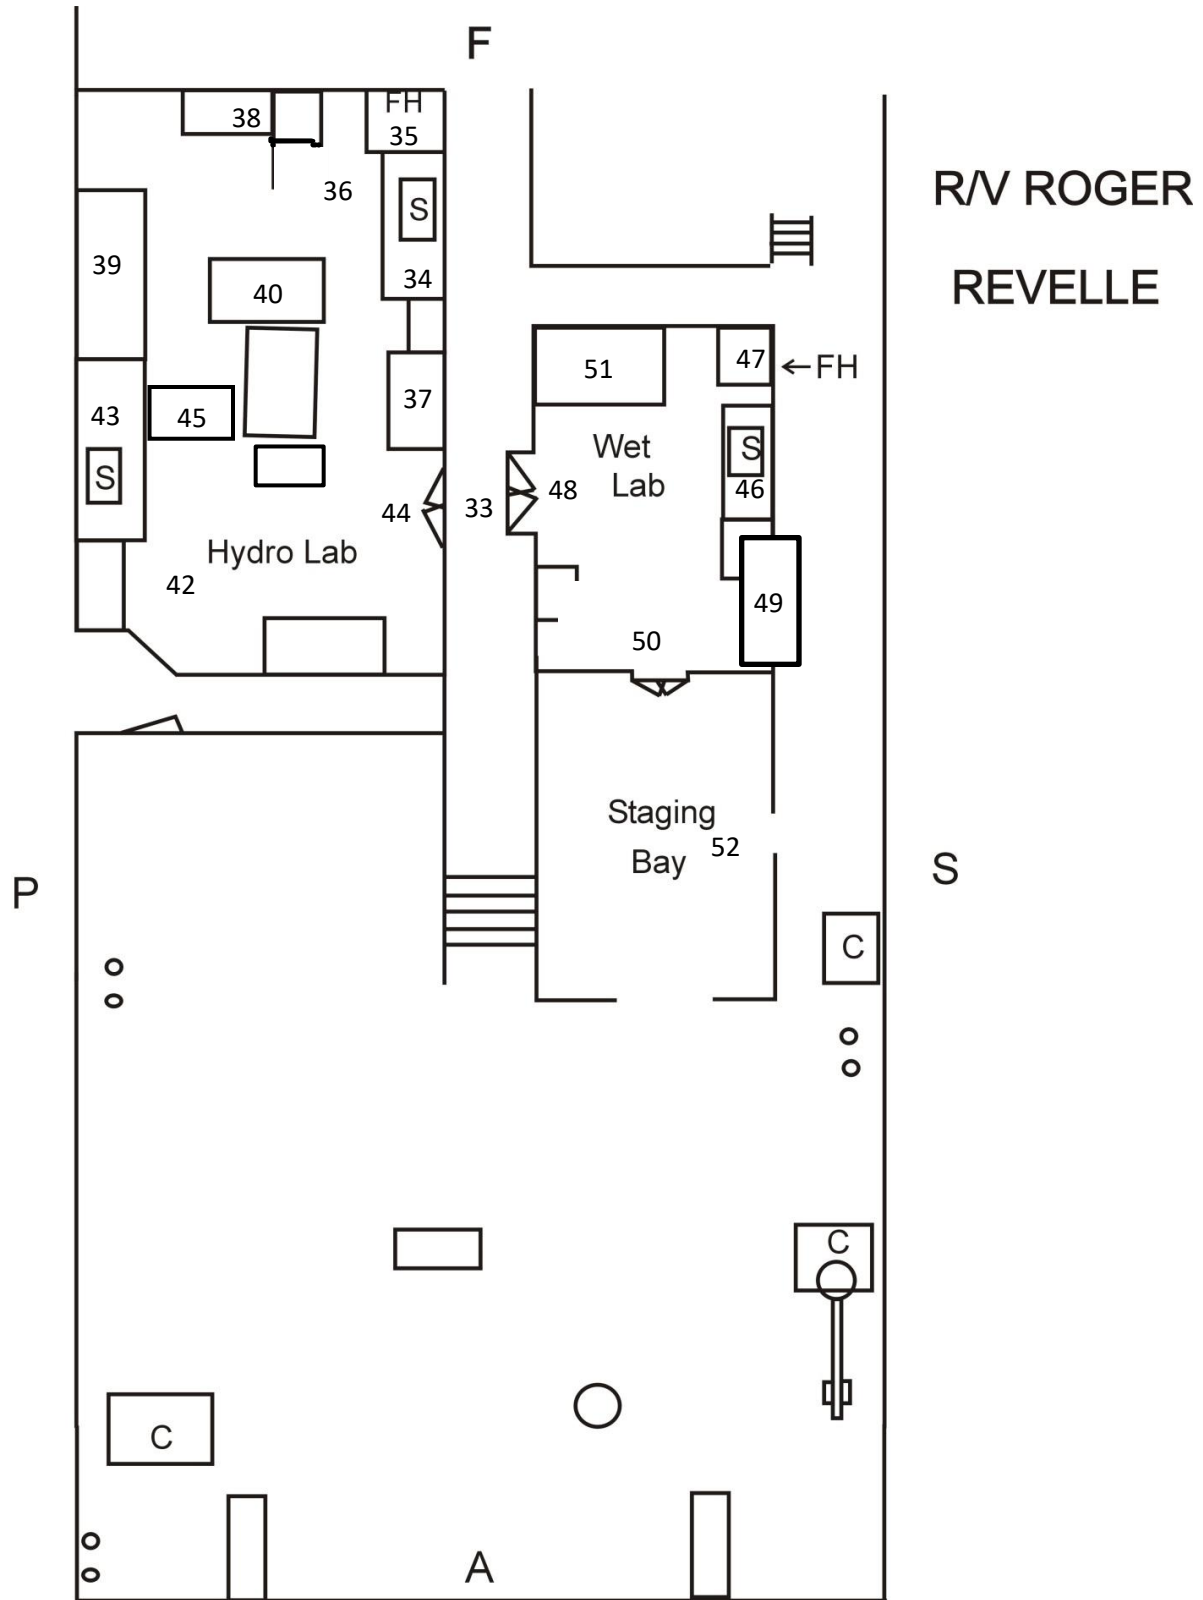 F
R/V ROGER
REVELLE
38
FH
35
36
S
34
39
40
43
45
37
S
44
33
Hydro Lab
42
51
47
FH
Wet
Lab
S
46
48
49
50
Staging
Bay
52
P
S
C
C
C
A